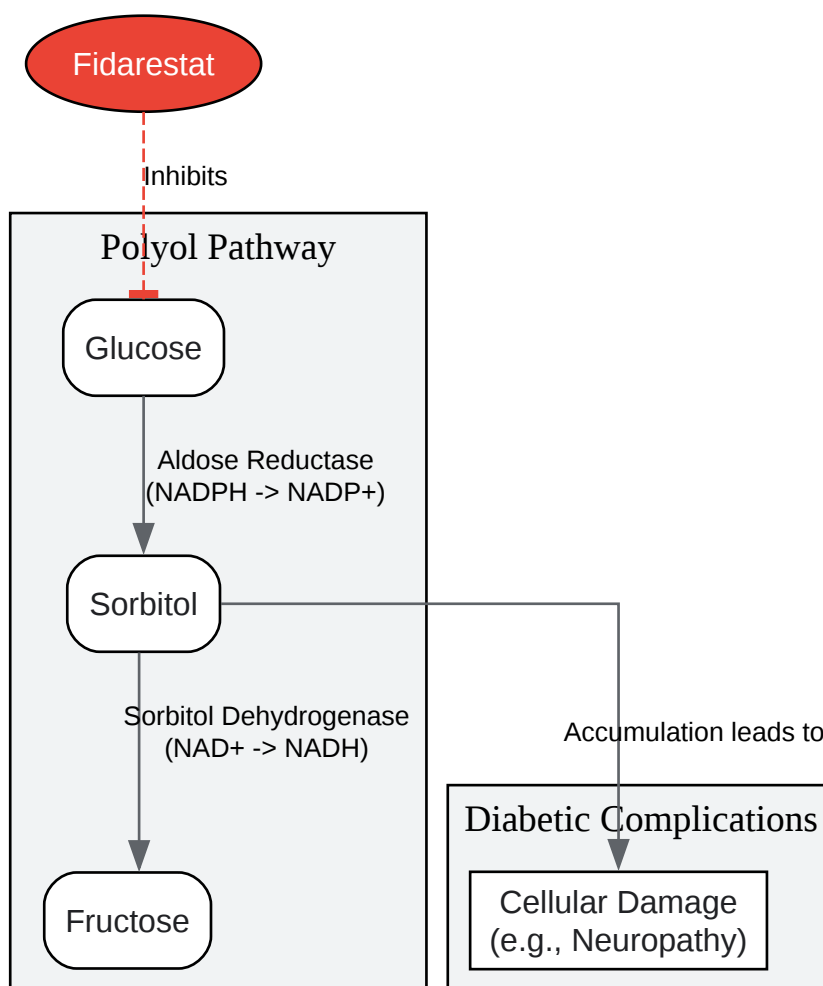 Fidarestat
Inhibits
Polyol Pathway
Glucose
Aldose Reductase
(NADPH -> NADP+)
Sorbitol
Sorbitol Dehydrogenase
(NAD+ -> NADH)
Accumulation leads to
Diabetic Complications
Fructose
Cellular Damage
(e.g., Neuropathy)